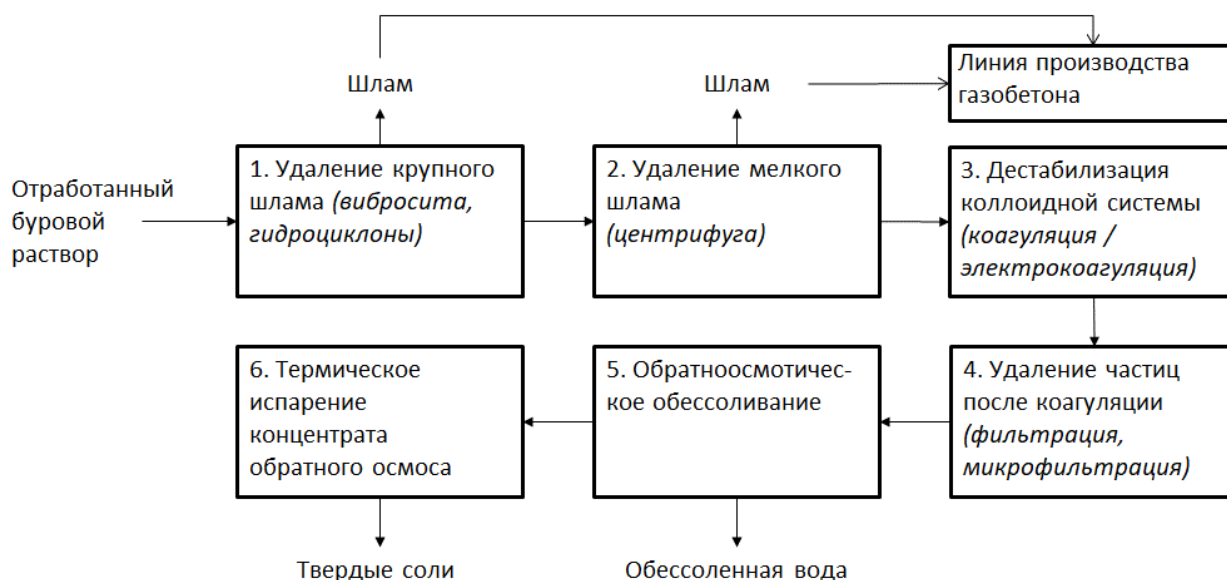 Шлам
Шлам
Линия производства
газобетона
Отработанный
буровой
раствор
1. Удаление крупного
шлама (вибросита,
гидроциклоны)
2. Удаление мелкого
шлама
(центрифуга)
3. Дестабилизация
коллоидной системы
(коагуляция /
электрокоагуляция)
6. Термическое
испарение
концентрата
обратного осмоса
5. Обратноосмотичес-
кое обессоливание
4. Удаление частиц
после коагуляции
(фильтрация,
микрофильтрация)
Твердые соли
Обессоленная вода